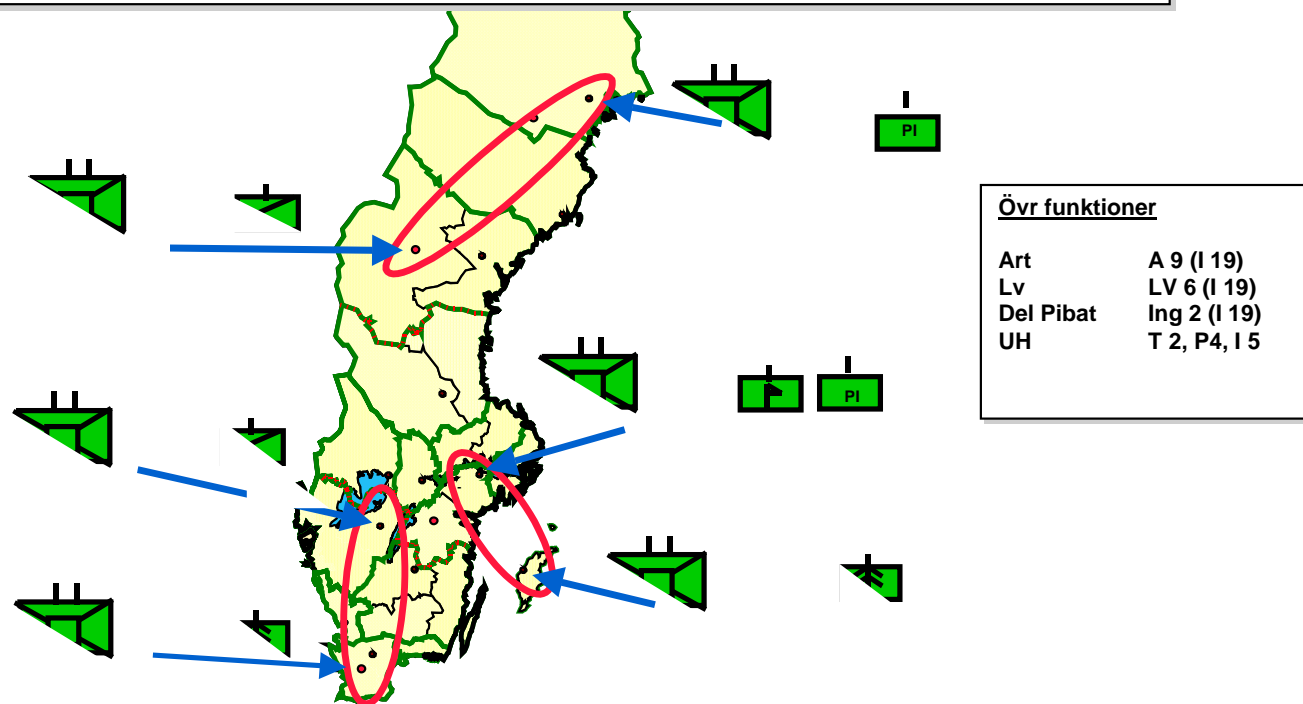 PI
Övr funktioner
Art A 9 (I 19)
Lv LV 6 (I 19)
Del Pibat Ing 2 (I 19)
UH T 2, P4, I 5
PI